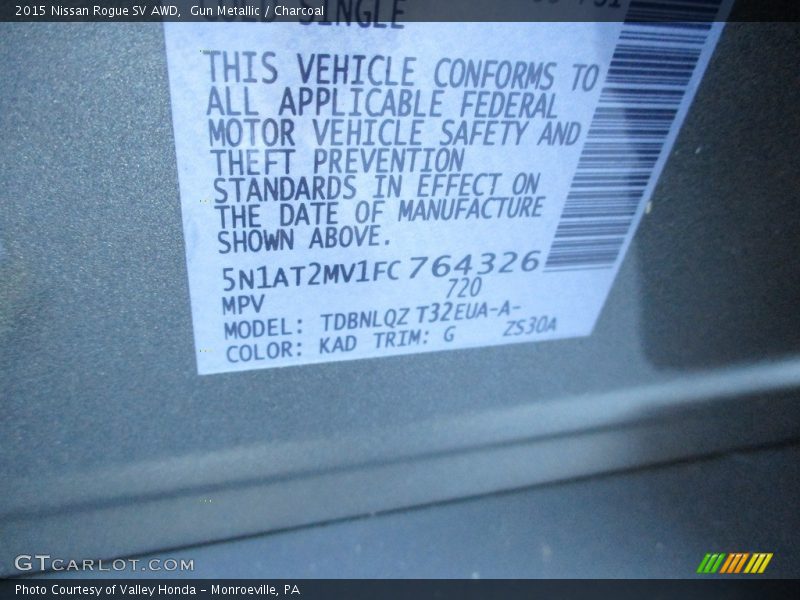 2015 Nissan Rogue SV AWD,  Gun Metallic / Charcoal
SINGLE
THIS VEHICLE CONFORMS TO
ALL APPLICABLE FEDERAL
MOTOR VEHICLE SAFETY AND
THEFT PREVENTION
STANDARDS IN EFFECT ON
THE DATE OF MANUFACTURE
SHOWN ABOVE.
5N1AT2MV1FC764326
MPV 720
MODEL: TDBNLQZ T32EUA-A-
COLOR: KAD TRIM: G ZS30A
GTCARLOT.COM
Photo Courtesy of Valley Honda - Monroeville, PA